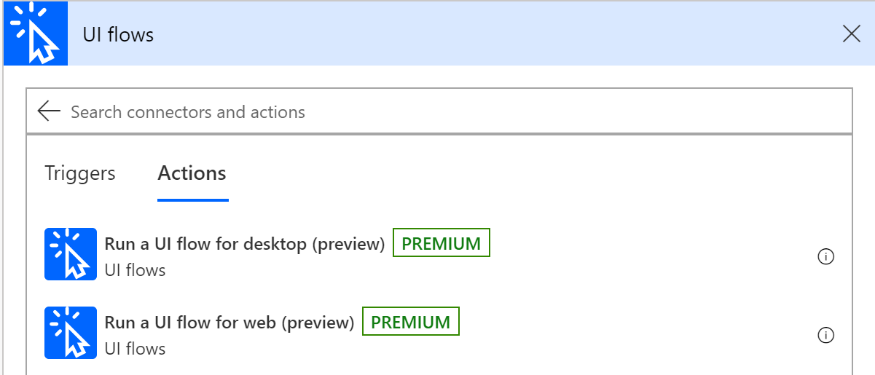 UI flows
Search connectors and actions
Triggers Actions
Run a UI flow for desktop (preview) PREMIUM
UI flows
Run a UI flow for web (preview) PREMIUM
UI flows